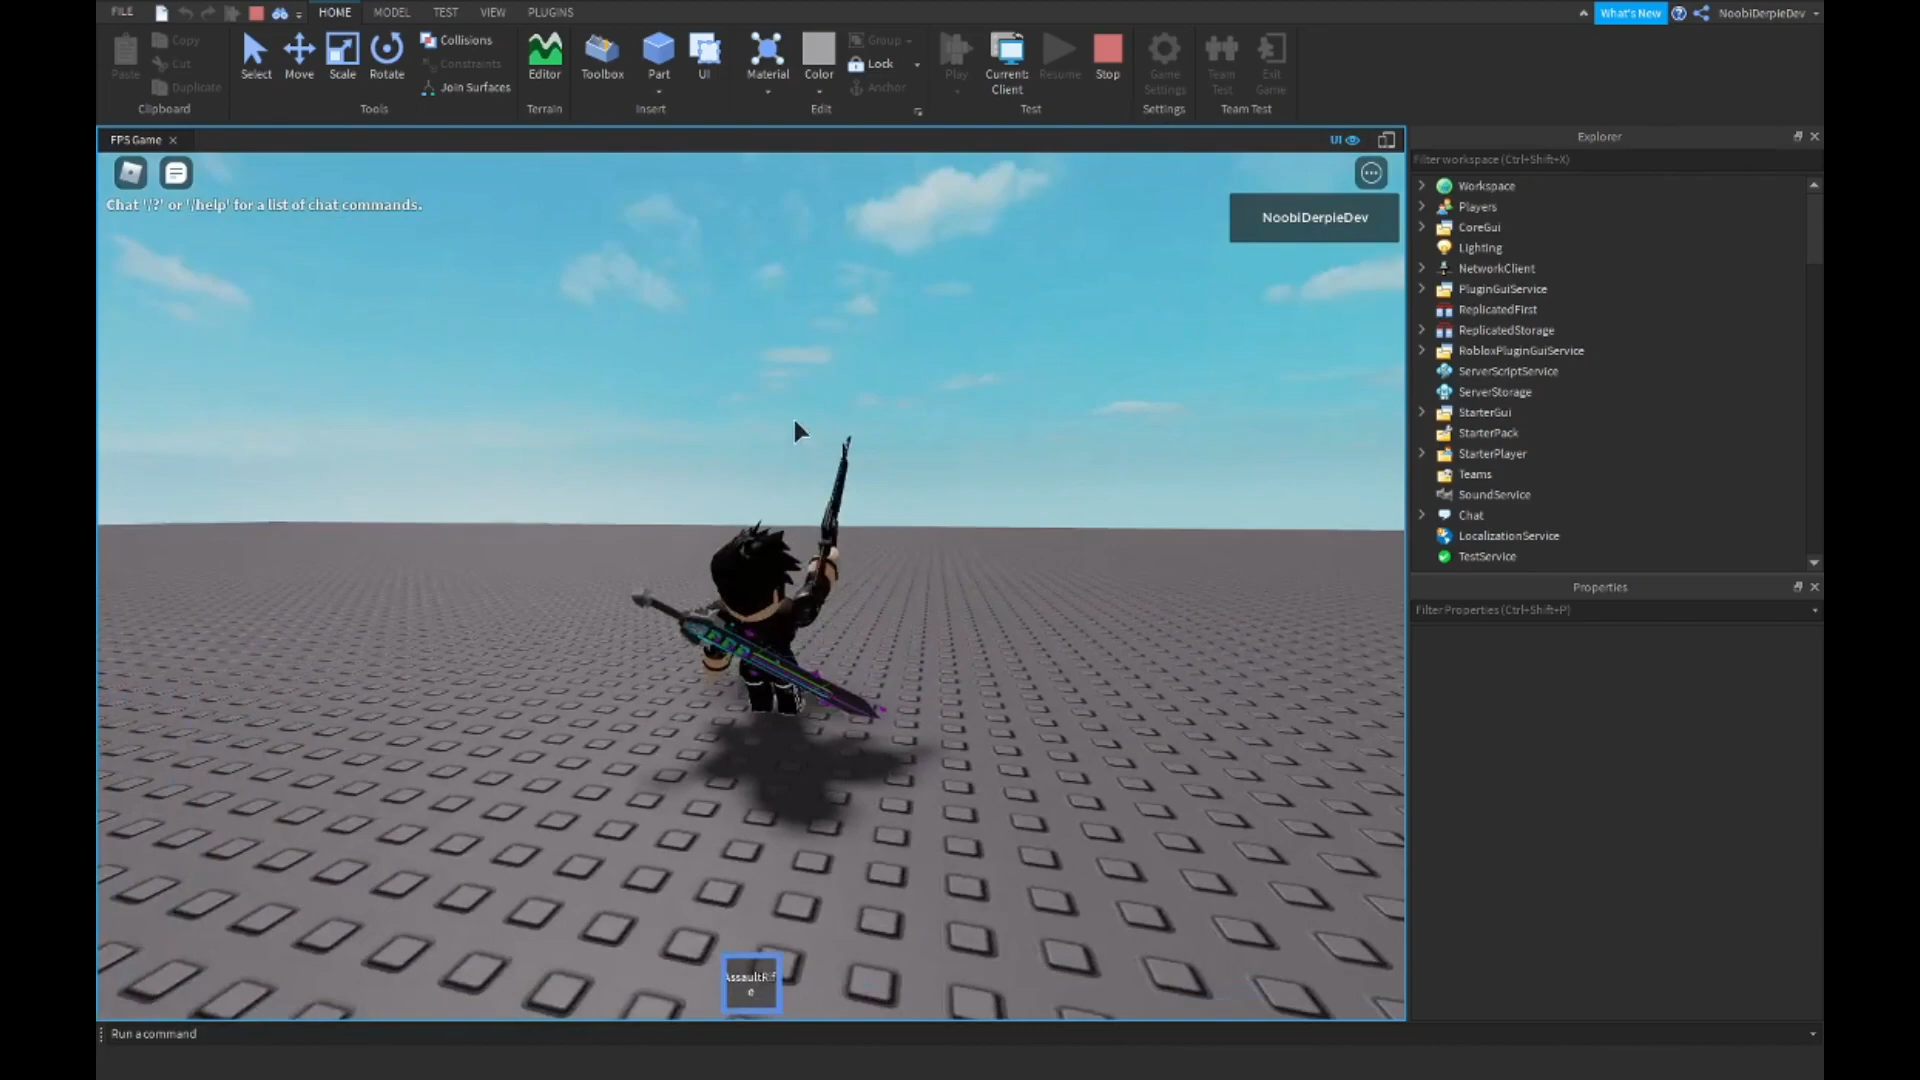 FILE HOME MODEL TEST VIEW PLUGINS What's New NoobiDerpieDev
Paste Copy Cut Duplicate Clipboard
Select Move Scale Rotate Collisions Constraints Join Surfaces Tools
Editor Terrain
Toolbox Part UI Insert
Material Color Group Lock Anchor Edit
Play Current: Client Resume Stop Test
Game Settings Settings
Team Test Exit Game Team Test
FPS Game
UI
Chat '/?' or '/help' for a list of chat commands.
NoobiDerpieDev
AssaultRif
e
Run a command
Explorer
Filter workspace (Ctrl+Shift+X)
Workspace
Players
CoreGui
Lighting
NetworkClient
PluginGuiService
ReplicatedFirst
ReplicatedStorage
RobloxPluginGuiService
ServerScriptService
ServerStorage
StarterGui
StarterPack
StarterPlayer
Teams
SoundService
Chat
LocalizationService
TestService
Properties
Filter Properties (Ctrl+Shift+P)